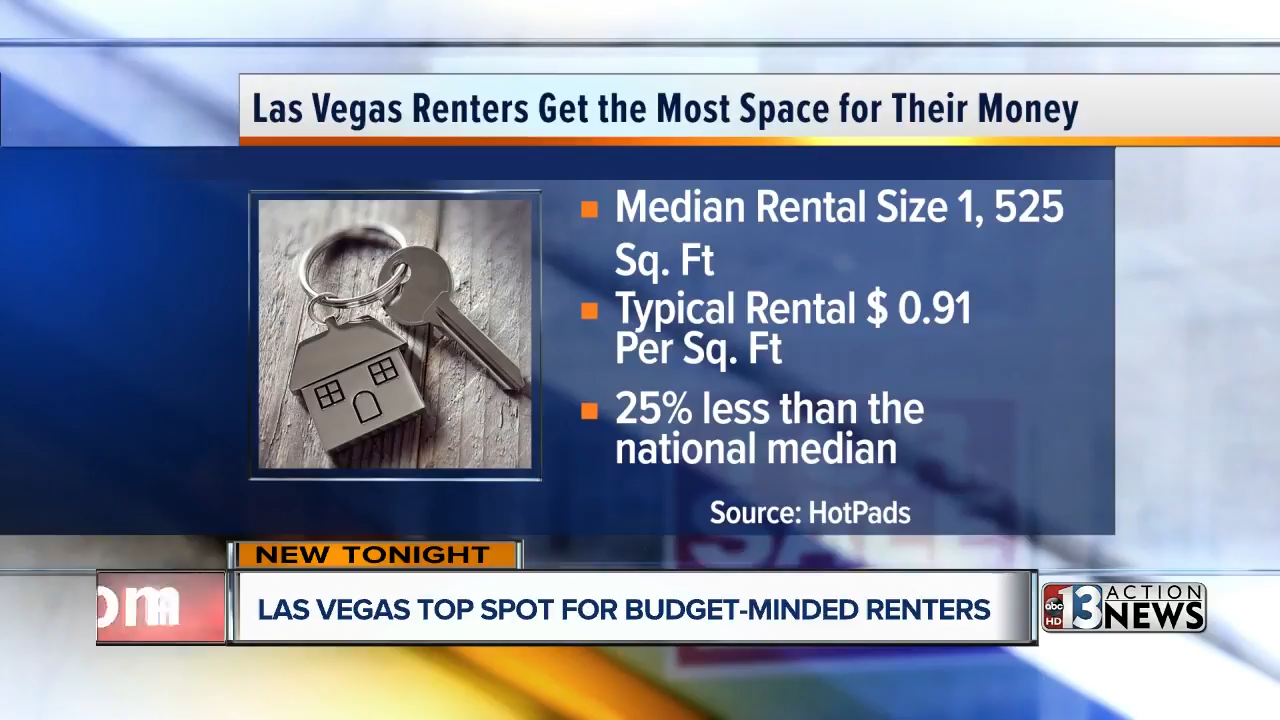 Las Vegas Renters Get the Most Space for Their Money
Median Rental Size 1, 525
Sq. Ft
Typical Rental $ 0.91
Per Sq. Ft
25% less than the
national median
Source: HotPads
NEW TONIGHT
LAS VEGAS TOP SPOT FOR BUDGET-MINDED RENTERS
abc
HD
13
ACTION
NEWS